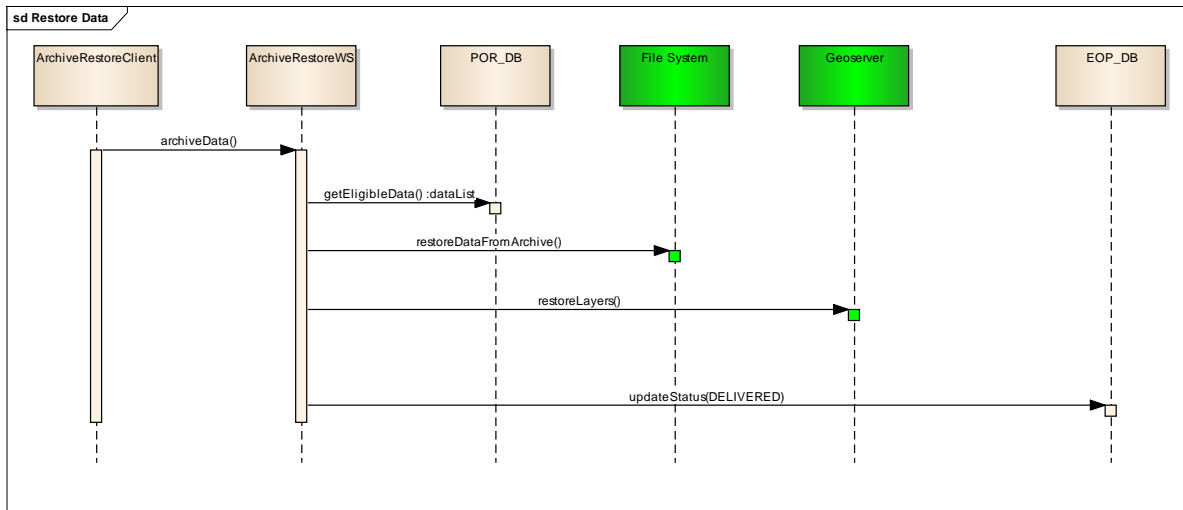 sd Restore Data
ArchiveRestoreClient
ArchiveRestoreWS
POR_DB
File System
Geoserver
EOP_DB
archiveData()
getEligibleData() :dataList
restoreDataFromArchive()
restoreLayers()
updateStatus(DELIVERED)